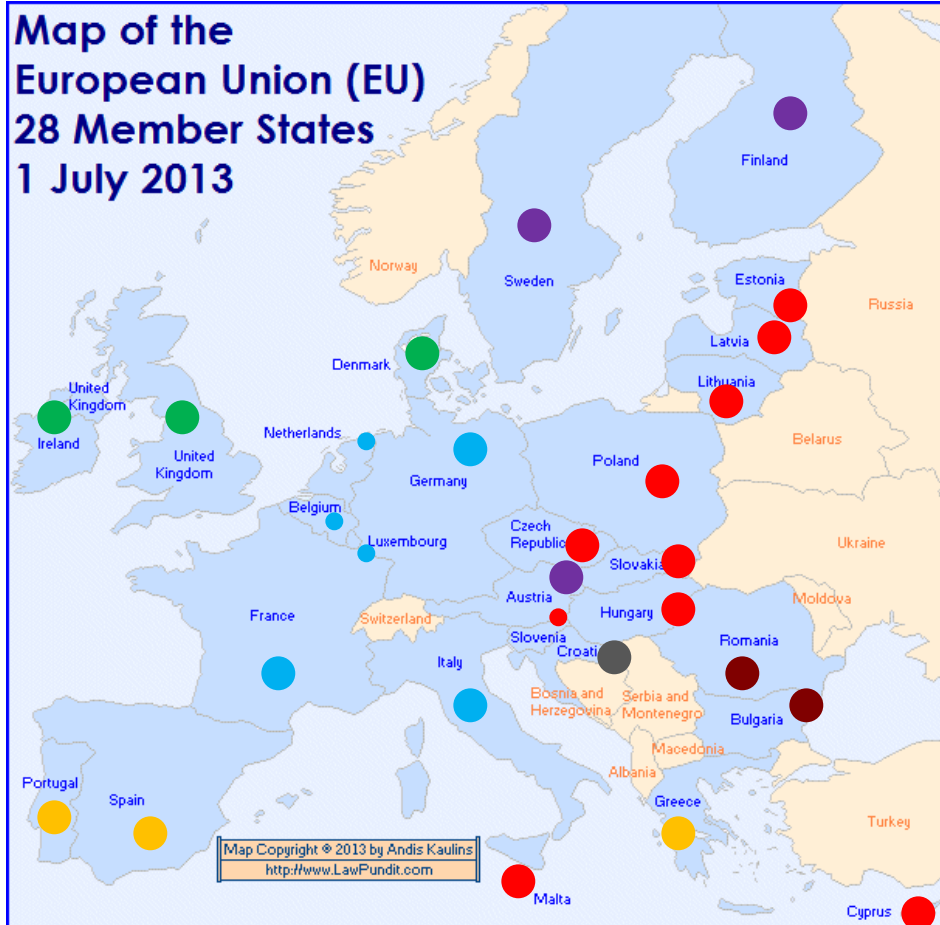 Map of the
European Union (EU)
28 Member States
1 July 2013
Finland
Norway
Sweden
Estonia
Russia
Latvia
Denmark
Lithuania
United
Kingdom
Ireland
Netherlands
Belarus
United
Kingdom
Poland
Germany
Belgium
Czech
Republic
Luxembourg
Ukraine
Slovakia
Austria
Moldova
France
Switzerland
Hungary
Slovenia
Romania
Croati
Italy
Bosnia and
Herzegovina
Serbia and
Montenegro
Bulgaria
Macedonia
Albania
Portugal
Spain
Greece
Turkey
Map Copyright © 2013 by Andis Kaulins
http://www.LawPundit.com
Malta
Cyprus